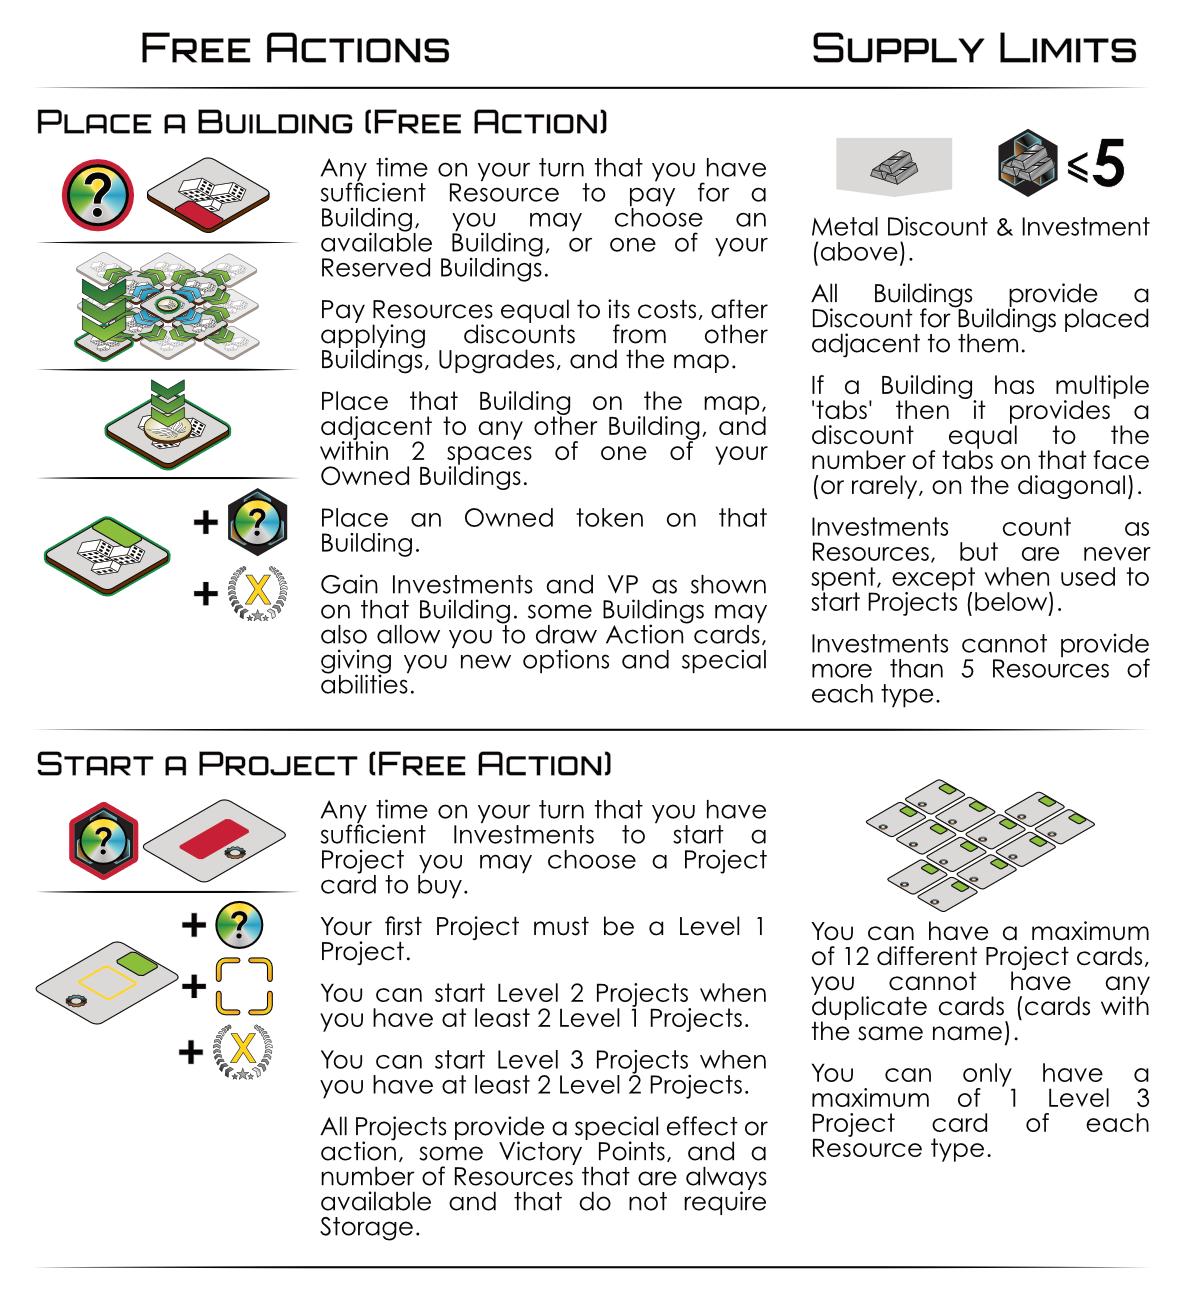 FREE ACTIONS
SUPPLY LIMITS
PLACE A BUILDING (FREE ACTION)
?
Any time on your turn that you have
sufficient Resource to pay for a
Building, you may choose an
available Building, or one of your
Reserved Buildings.
Pay Resources equal to its costs, after
applying discounts from other
Buildings, Upgrades, and the map.
Place that Building on the map,
adjacent to any other Building, and
within 2 spaces of one of your
Owned Buildings.
Place an Owned token on that
Building.
+ ?
+ X
Gain Investments and VP as shown
on that Building. some Buildings may
also allow you to draw Action cards,
giving you new options and special
abilities.
≤5
Metal Discount & Investment
(above).
All Buildings provide a
Discount for Buildings placed
adjacent to them.
If a Building has multiple
'tabs' then it provides a
discount equal to the
number of tabs on that face
(or rarely, on the diagonal).
Investments count as
Resources, but are never
spent, except when used to
start Projects (below).
Investments cannot provide
more than 5 Resources of
each type.
START A PROJECT (FREE ACTION)
?
Any time on your turn that you have
sufficient Investments to start a
Project you may choose a Project
card to buy.
Your first Project must be a Level 1
Project.
You can start Level 2 Projects when
you have at least 2 Level 1 Projects.
You can start Level 3 Projects when
you have at least 2 Level 2 Projects.
+ ?
+
+ X
All Projects provide a special effect or
action, some Victory Points, and a
number of Resources that are always
available and that do not require
Storage.
You can have a maximum
of 12 different Project cards,
you cannot have any
duplicate cards (cards with
the same name).
You can only have a
maximum of 1 Level 3
Project card of each
Resource type.